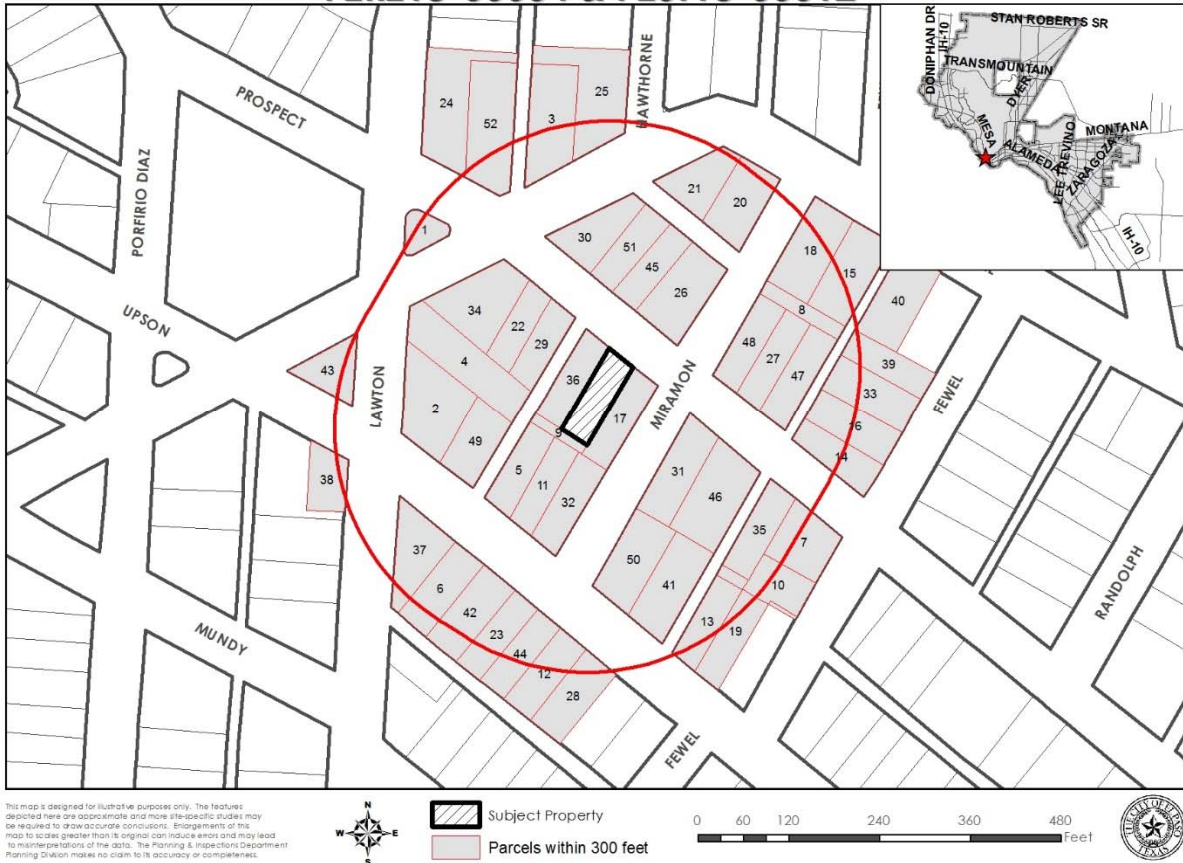 STAN ROBERTS SR
DONIPHAN DR
IH-10
TRANSMOUNTAIN
DYER
MESA
MONTANA
ALAMEDA
LEE TREVINO
ZARAGOZA
IH-10
PROSPECT
HAWTHORNE
PORFIRIO DIAZ
UPSON
LAWTON
MIRAMON
FEWEL
RANDOLPH
MUNDY
FEWEL
24
52
3
25
1
21
20
30
51
45
26
18
15
8
40
48
27
47
39
33
16
14
34
22
29
4
2
49
43
36
17
9
5
11
32
38
31
46
50
41
35
7
10
13
19
37
6
42
23
44
12
28
This map is designed for illustrative purposes only. The features
depicted here are approximate and more site-specific studies may
be required to draw accurate conclusions. Enlargements of this
map to scales greater than its original can induce errors and may lead
to misinterpretations of the data. The Planning & Inspections Department
Planning Division makes no claim to its accuracy or completeness.
N
W E
S
Subject Property
Parcels within 300 feet
0 60 120 240 360 480
Feet
THE CITY OF EL PASO
TEXAS